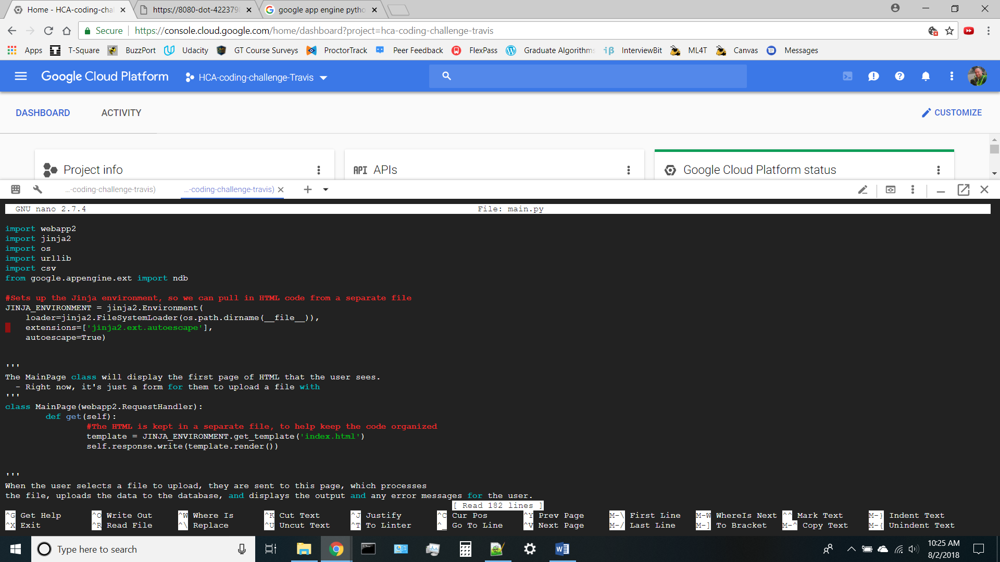 Home - HCA-coding-cha
https://8080-dot-422379
google app engine pytho
Secure
https://console.cloud.google.com/home/dashboard?project=hca-coding-challenge-travis
Apps T-Square BuzzPort Udacity GT Course Surveys ProctorTrack Peer Feedback FlexPass Graduate Algorithms InterviewBit ML4T Canvas Messages
Google Cloud Platform HCA-coding-challenge-Travis
DASHBOARD ACTIVITY CUSTOMIZE
Project info API APIs Google Cloud Platform status
...-coding-challenge-travis) ...-coding-challenge-travis)
GNU nano 2.7.4 File: main.py
import webapp2
import jinja2
import os
import urllib
import csv
from google.appengine.ext import ndb
#Sets up the Jinja environment, so we can pull in HTML code from a separate file
JINJA_ENVIRONMENT = jinja2.Environment(
    loader=jinja2.FileSystemLoader(os.path.dirname(__file__)),
    extensions=['jinja2.ext.autoescape'],
    autoescape=True)
'''
The MainPage class will display the first page of HTML that the user sees.
  - Right now, it's just a form for them to upload a file with
'''
class MainPage(webapp2.RequestHandler):
        def get(self):
                #The HTML is kept in a separate file, to help keep the code organized
                template = JINJA_ENVIRONMENT.get_template('index.html')
                self.response.write(template.render())
'''
When the user selects a file to upload, they are sent to this page, which processes
the file, uploads the data to the database, and displays the output and any error messages for the user.
[ Read 182 lines ]
^G Get Help ^O Write Out ^W Where Is ^K Cut Text ^J Justify ^C Cur Pos ^Y Prev Page M-\ First Line M-W WhereIs Next ^^ Mark Text M-} Indent Text
^X Exit ^R Read File ^\ Replace ^U Uncut Text ^T To Linter ^_ Go To Line ^V Next Page M-/ Last Line M-] To Bracket M-^ Copy Text M-{ Unindent Text
Type here to search
10:25 AM
8/2/2018